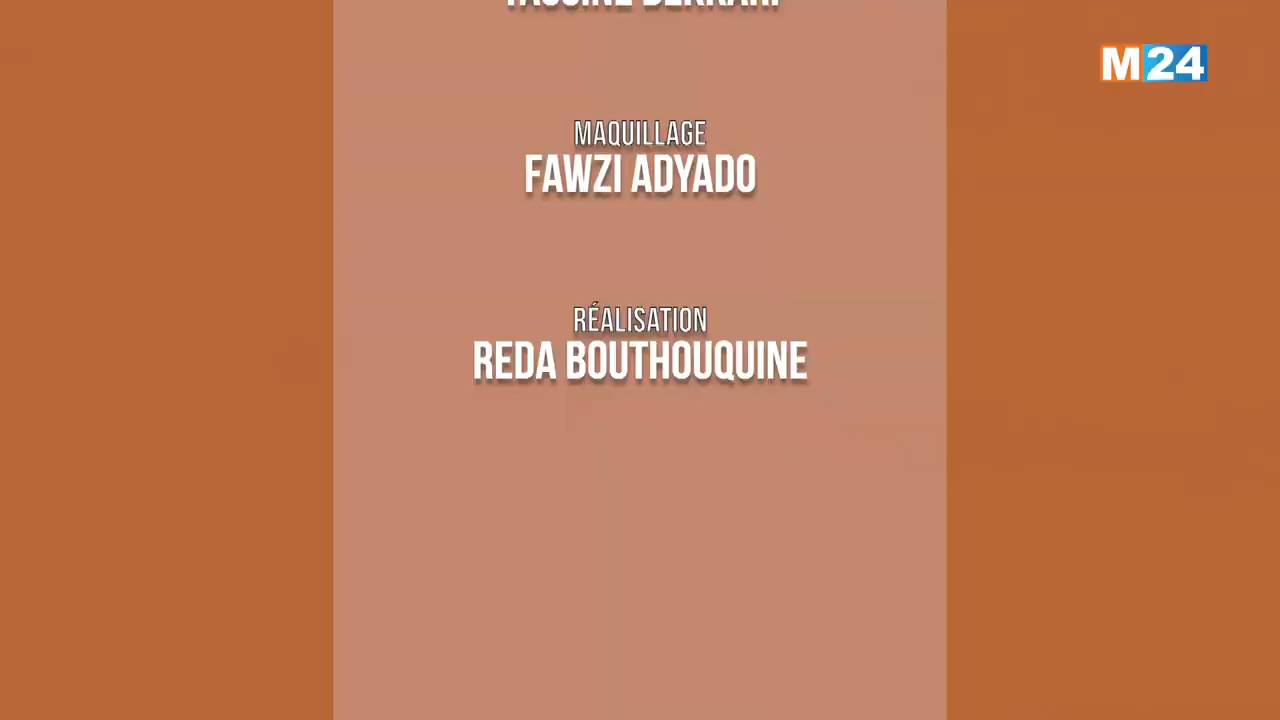 M24
MAQUILLAGE
FAWZI ADYADO
RÉALISATION
REDA BOUTHOUQUINE